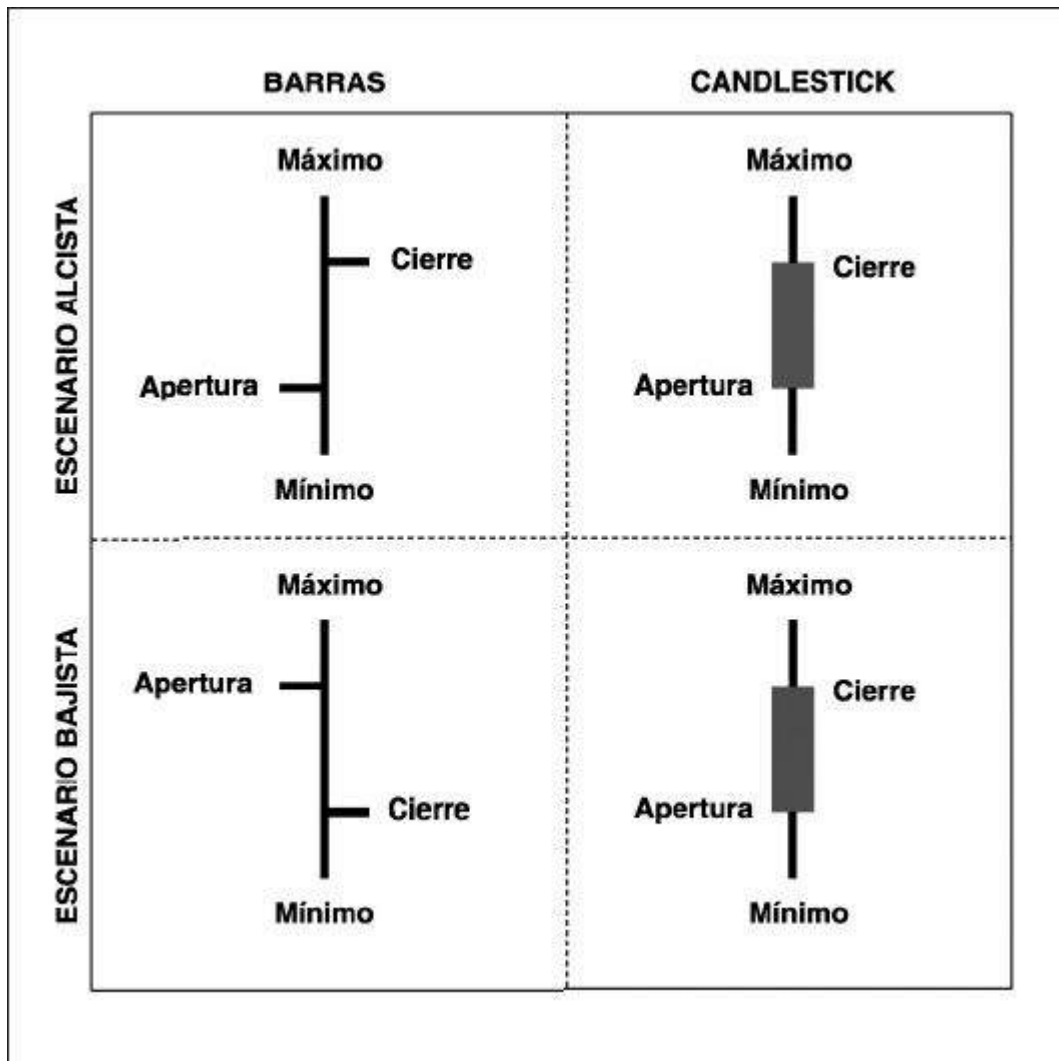 BARRAS
CANDLESTICK
ESCENARIO ALCISTA
Máximo
Cierre
Apertura
Mínimo
Máximo
Cierre
Apertura
Mínimo
ESCENARIO BAJISTA
Máximo
Apertura
Cierre
Mínimo
Máximo
Cierre
Apertura
Mínimo